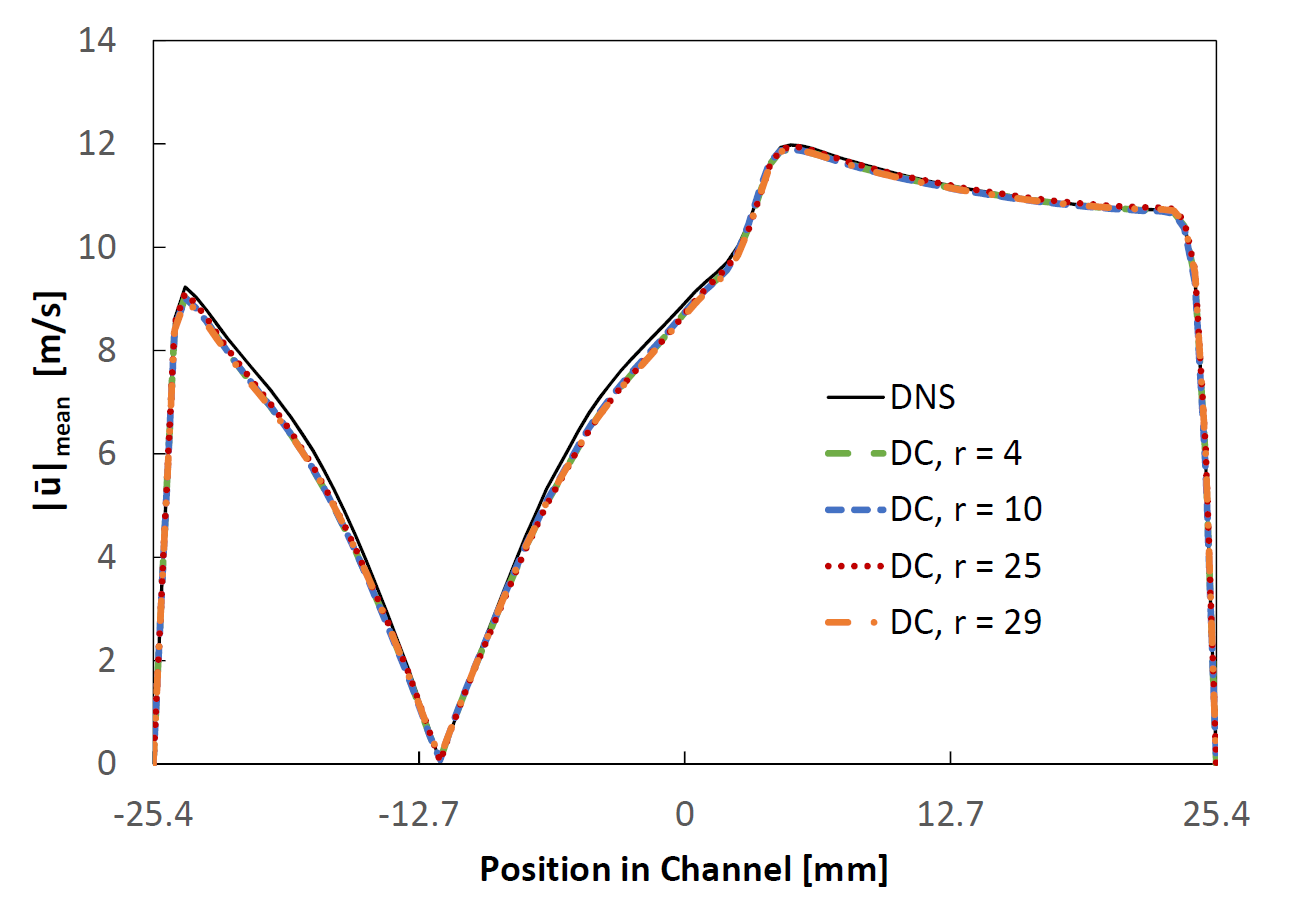 14
12
10
8
6
4
2
0
|ū|mean [m/s]
DNS
DC, r = 4
DC, r = 10
DC, r = 25
DC, r = 29
-25.4 -12.7 0 12.7 25.4
Position in Channel [mm]